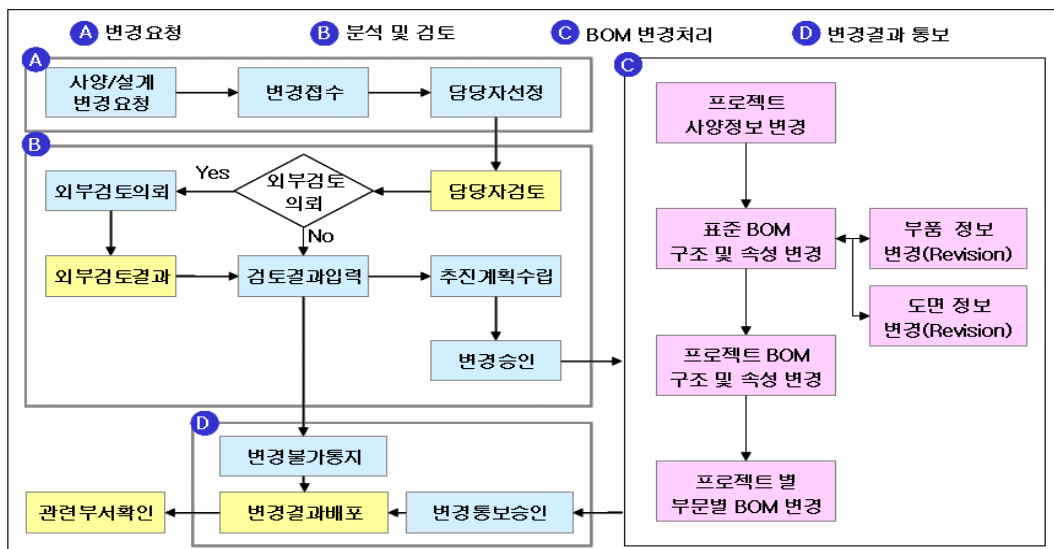 A 변경요청
B 분석 및 검토
C BOM 변경처리
D 변경결과 통보
A
사양/설계
변경요청
변경접수
담당자선정
B
Yes
외부검토의뢰
외부검토
의뢰
담당자검토
No
외부검토결과
검토결과입력
추진계획수립
변경승인
C
프로젝트
사양정보 변경
표준 BOM
구조 및 속성 변경
부품 정보
변경(Revision)
도면 정보
변경(Revision)
프로젝트 BOM
구조 및 속성 변경
프로젝트 별
부문별 BOM 변경
D
변경불가통지
관련부서확인
변경결과배포
변경통보승인